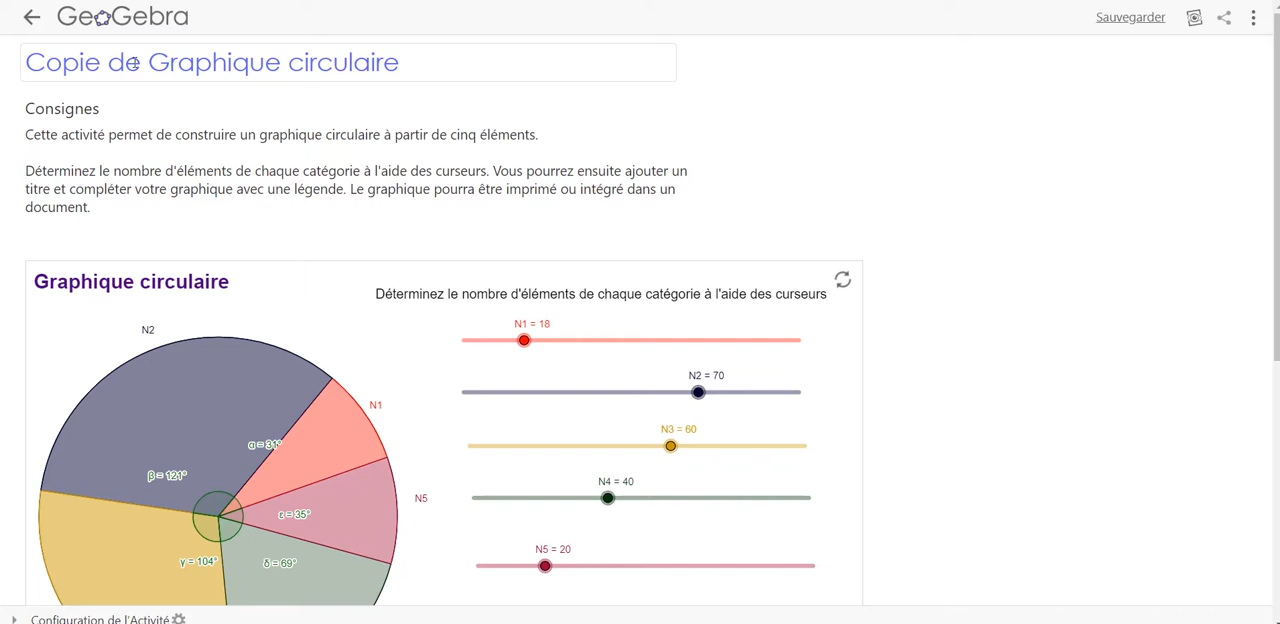 GeoGebra
Sauvegarder
Copie de Graphique circulaire
Consignes
Cette activité permet de construire un graphique circulaire à partir de cinq éléments.
Déterminez le nombre d'éléments de chaque catégorie à l'aide des curseurs. Vous pourrez ensuite ajouter un
titre et compléter votre graphique avec une légende. Le graphique pourra être imprimé ou intégré dans un
document.
Graphique circulaire
Déterminez le nombre d'éléments de chaque catégorie à l'aide des curseurs
N1 = 18
N2
N2 = 70
N1
N3 = 60
α = 31°
β = 121°
N4 = 40
N5
ε = 35°
N5 = 20
γ = 104°
δ = 69°
Configuration de l'Activité